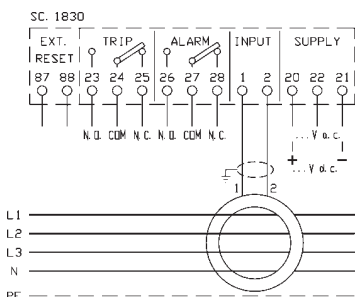 SC. 1830
EXT. RESET TRIP ALARM INPUT SUPPLY
87 88 23 24 25 26 27 28 1 2 20 22 21
N.O. COM N.C. N.O. COM N.C.
...V a.c.
+ -
...V d.c.
1 2
L1
L2
L3
N
PE